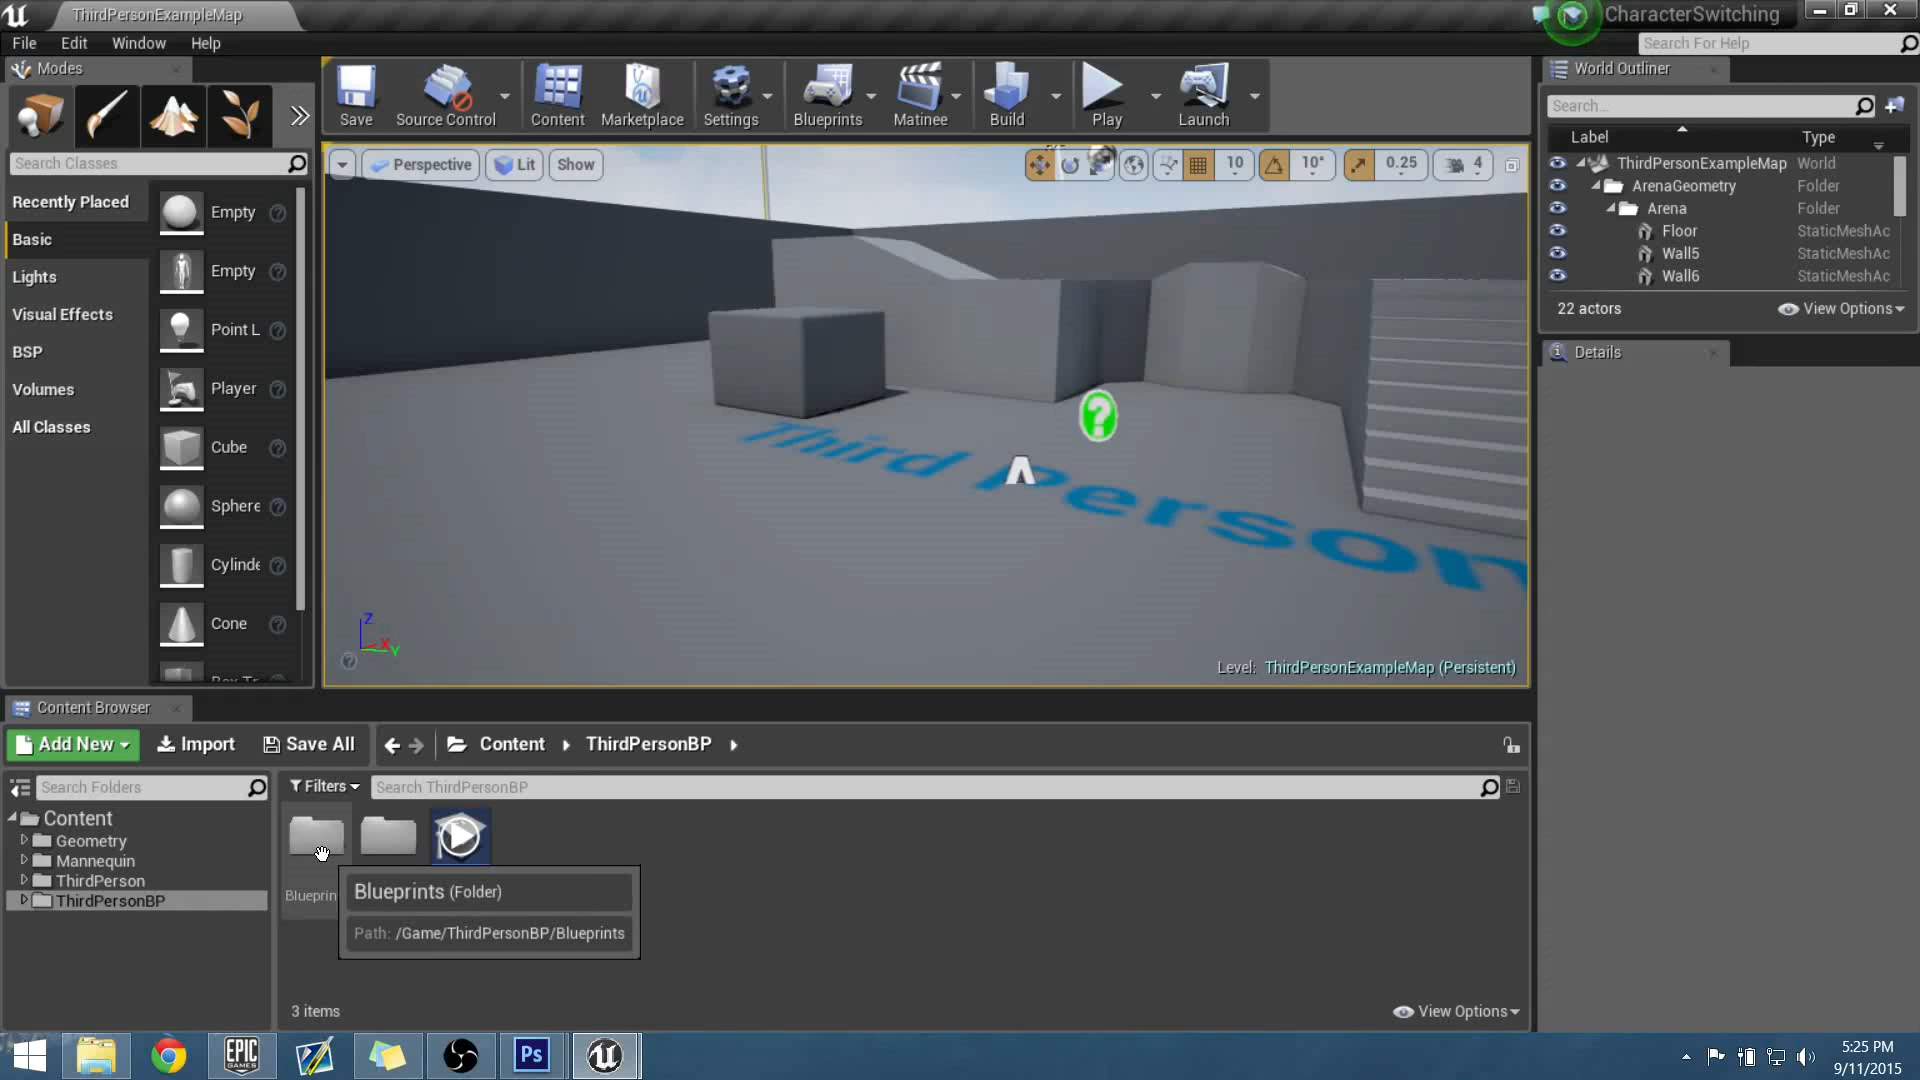 ThirdPersonExampleMap
CharacterSwitching
File Edit Window Help
Search For Help
Modes
Save
Source Control
Content
Marketplace
Settings
Blueprints
Matinee
Build
Play
Launch
World Outliner
Search...
Label Type
ThirdPersonExampleMap World
ArenaGeometry Folder
Arena Folder
Floor StaticMeshAc
Wall5 StaticMeshAc
Wall6 StaticMeshAc
22 actors
View Options
Details
Search Classes
Recently Placed
Basic
Lights
Visual Effects
BSP
Volumes
All Classes
Empty
Empty
Point L
Player
Cube
Sphere
Cylinde
Cone
Perspective
Lit
Show
10
10°
0.25
4
Third Person
Z
X
Y
Level: ThirdPersonExampleMap (Persistent)
Content Browser
Add New
Import
Save All
Content
ThirdPersonBP
Search Folders
Filters
Search ThirdPersonBP
Content
Geometry
Mannequin
ThirdPerson
ThirdPersonBP
Blueprin
Blueprints (Folder)
Path: /Game/ThirdPersonBP/Blueprints
3 items
View Options
EPIC
GAMES
Ps
5:25 PM
9/11/2015